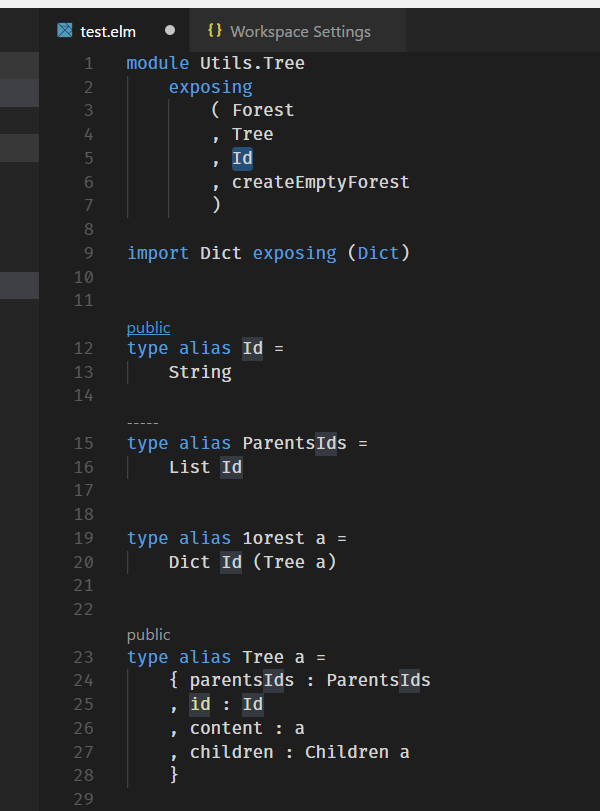 test.elm
{} Workspace Settings
1 module Utils.Tree
2 exposing
3 ( Forest
4 , Tree
5 , Id
6 , createEmptyForest
7 )
8
9 import Dict exposing (Dict)
10
11
public
12 type alias Id =
13 String
14
-----
15 type alias ParentsIds =
16 List Id
17
18
19 type alias 1orest a =
20 Dict Id (Tree a)
21
22
public
23 type alias Tree a =
24 { parentsIds : ParentsIds
25 , id : Id
26 , content : a
27 , children : Children a
28 }
29